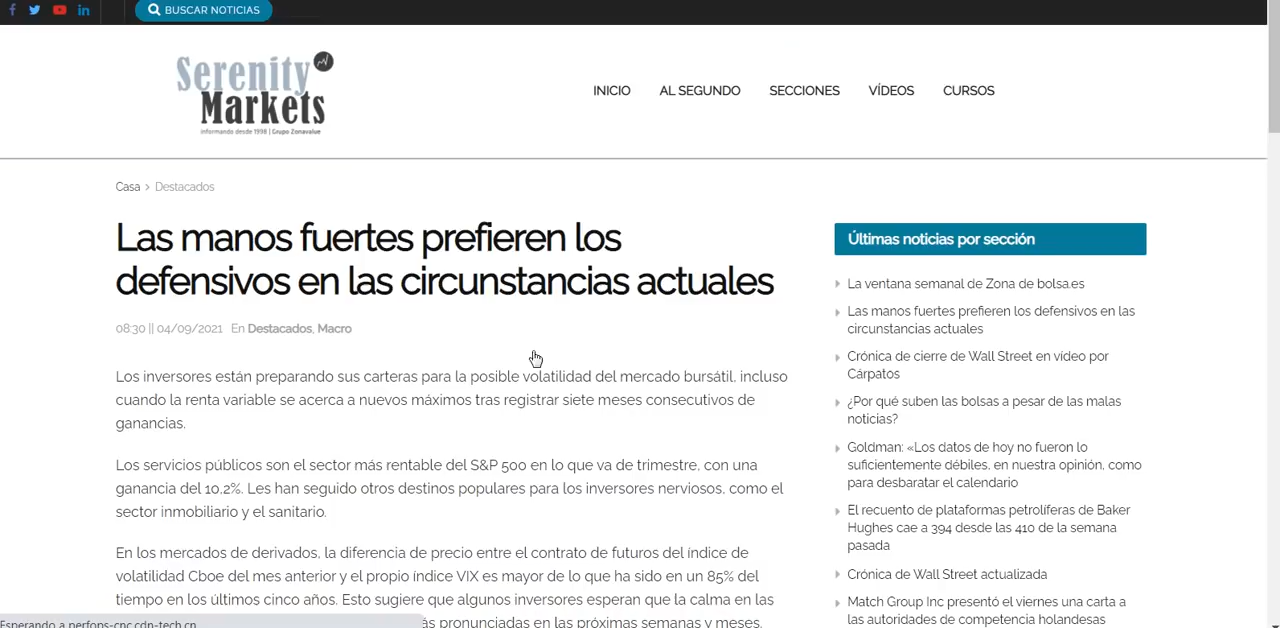 BUSCAR NOTICIAS
Serenity
Markets
informando desde 1998 | Grupo Zonavalue
INICIO
AL SEGUNDO
SECCIONES
VÍDEOS
CURSOS
Casa > Destacados
Las manos fuertes prefieren los
defensivos en las circunstancias actuales
08:30 || 04/09/2021 En Destacados, Macro
Los inversores están preparando sus carteras para la posible volatilidad del mercado bursátil, incluso
cuando la renta variable se acerca a nuevos máximos tras registrar siete meses consecutivos de
ganancias.
Los servicios públicos son el sector más rentable del S&P 500 en lo que va de trimestre, con una
ganancia del 10,2%. Les han seguido otros destinos populares para los inversores nerviosos, como el
sector inmobiliario y el sanitario.
En los mercados de derivados, la diferencia de precio entre el contrato de futuros del índice de
volatilidad Cboe del mes anterior y el propio índice VIX es mayor de lo que ha sido en un 85% del
tiempo en los últimos cinco años. Esto sugiere que algunos inversores esperan que la calma en las
ás pronunciadas en las próximas semanas y meses.
Esperando a perfops-cnc.cdn-tech.cn
Últimas noticias por sección
La ventana semanal de Zona de bolsa.es
Las manos fuertes prefieren los defensivos en las
circunstancias actuales
Crónica de cierre de Wall Street en vídeo por
Cárpatos
¿Por qué suben las bolsas a pesar de las malas
noticias?
Goldman: «Los datos de hoy no fueron lo
suficientemente débiles, en nuestra opinión, como
para desbaratar el calendario
El recuento de plataformas petrolíferas de Baker
Hughes cae a 394 desde las 410 de la semana
pasada
Crónica de Wall Street actualizada
Match Group Inc presentó el viernes una carta a
las autoridades de competencia holandesas